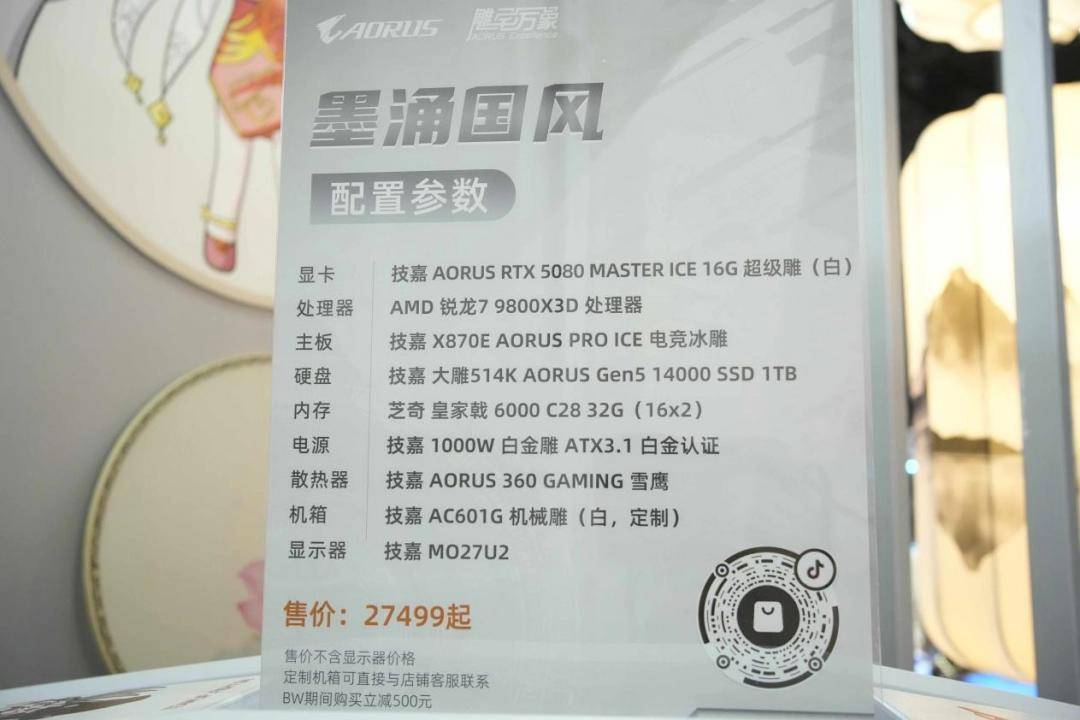 AORUS 雕宅万象
AORUS Excellence
墨涌国风
配置参数
显卡 技嘉 AORUS RTX 5080 MASTER ICE 16G 超级雕（白）
处理器 AMD 锐龙7 9800X3D 处理器
主板 技嘉 X870E AORUS PRO ICE 电竞冰雕
硬盘 技嘉 大雕514K AORUS Gen5 14000 SSD 1TB
内存 芝奇 皇家戟 6000 C28 32G（16x2）
电源 技嘉 1000W 白金雕 ATX3.1 白金认证
散热器 技嘉 AORUS 360 GAMING 雪鹰
机箱 技嘉 AC601G 机械雕（白，定制）
显示器 技嘉 MO27U2
售价：27499起
售价不含显示器价格
定制机箱可直接与店铺客服联系
BW期间购买立减500元